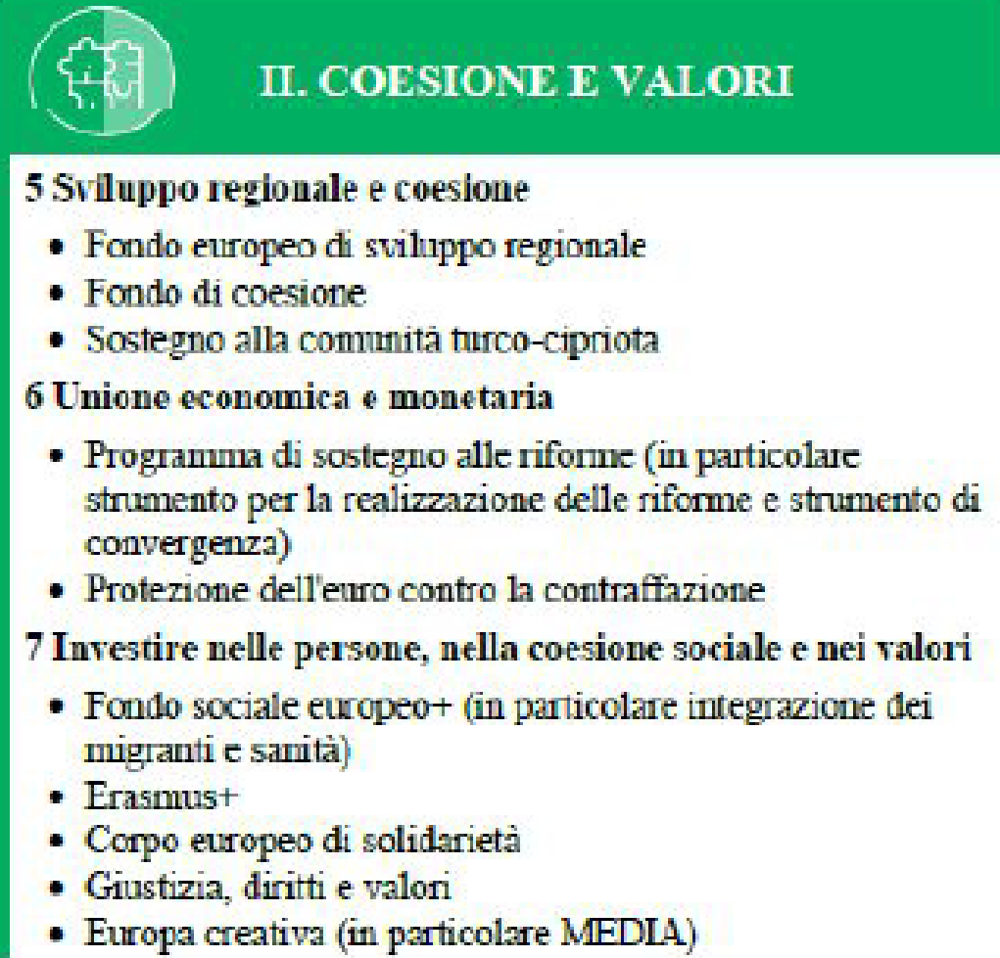 II. COESIONE E VALORI
5 Sviluppo regionale e coesione
• Fondo europeo di sviluppo regionale
• Fondo di coesione
• Sostegno alla comunità turco-cipriota
6 Unione economica e monetaria
• Programma di sostegno alle riforme (in particolare
strumento per la realizzazione delle riforme e strumento di
convergenza)
• Protezione dell'euro contro la contraffazione
7 Investire nelle persone, nella coesione sociale e nei valori
• Fondo sociale europeo+ (in particolare integrazione dei
migranti e sanità)
• Erasmus+
• Corpo europeo di solidarietà
• Giustizia, diritti e valori
• Europa creativa (in particolare MEDIA)